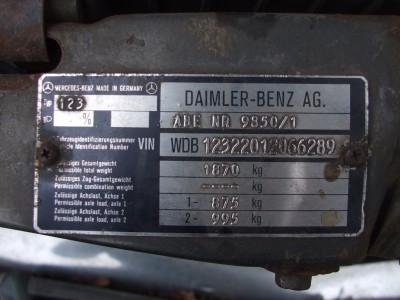 MERCEDES-BENZ MADE IN GERMANY
DAIMLER-BENZ AG.
123
%
ABE NR 9850/1
Fahrzeugidentifizierungsnummer
Vehicle Identification Number VIN WDB 12322012066289
Zulässiges Gesamtgewicht
Permissible total weight 1870 kg
Zulässiges Zug-Gesamtgewicht
Permissible combination weight ---- kg
Zulässige Achslast, Achse 1
Permissible axle load, axle 1 1- 875 kg
Zulässige Achslast, Achse 2
Permissible axle load, axle 2 2- 995 kg